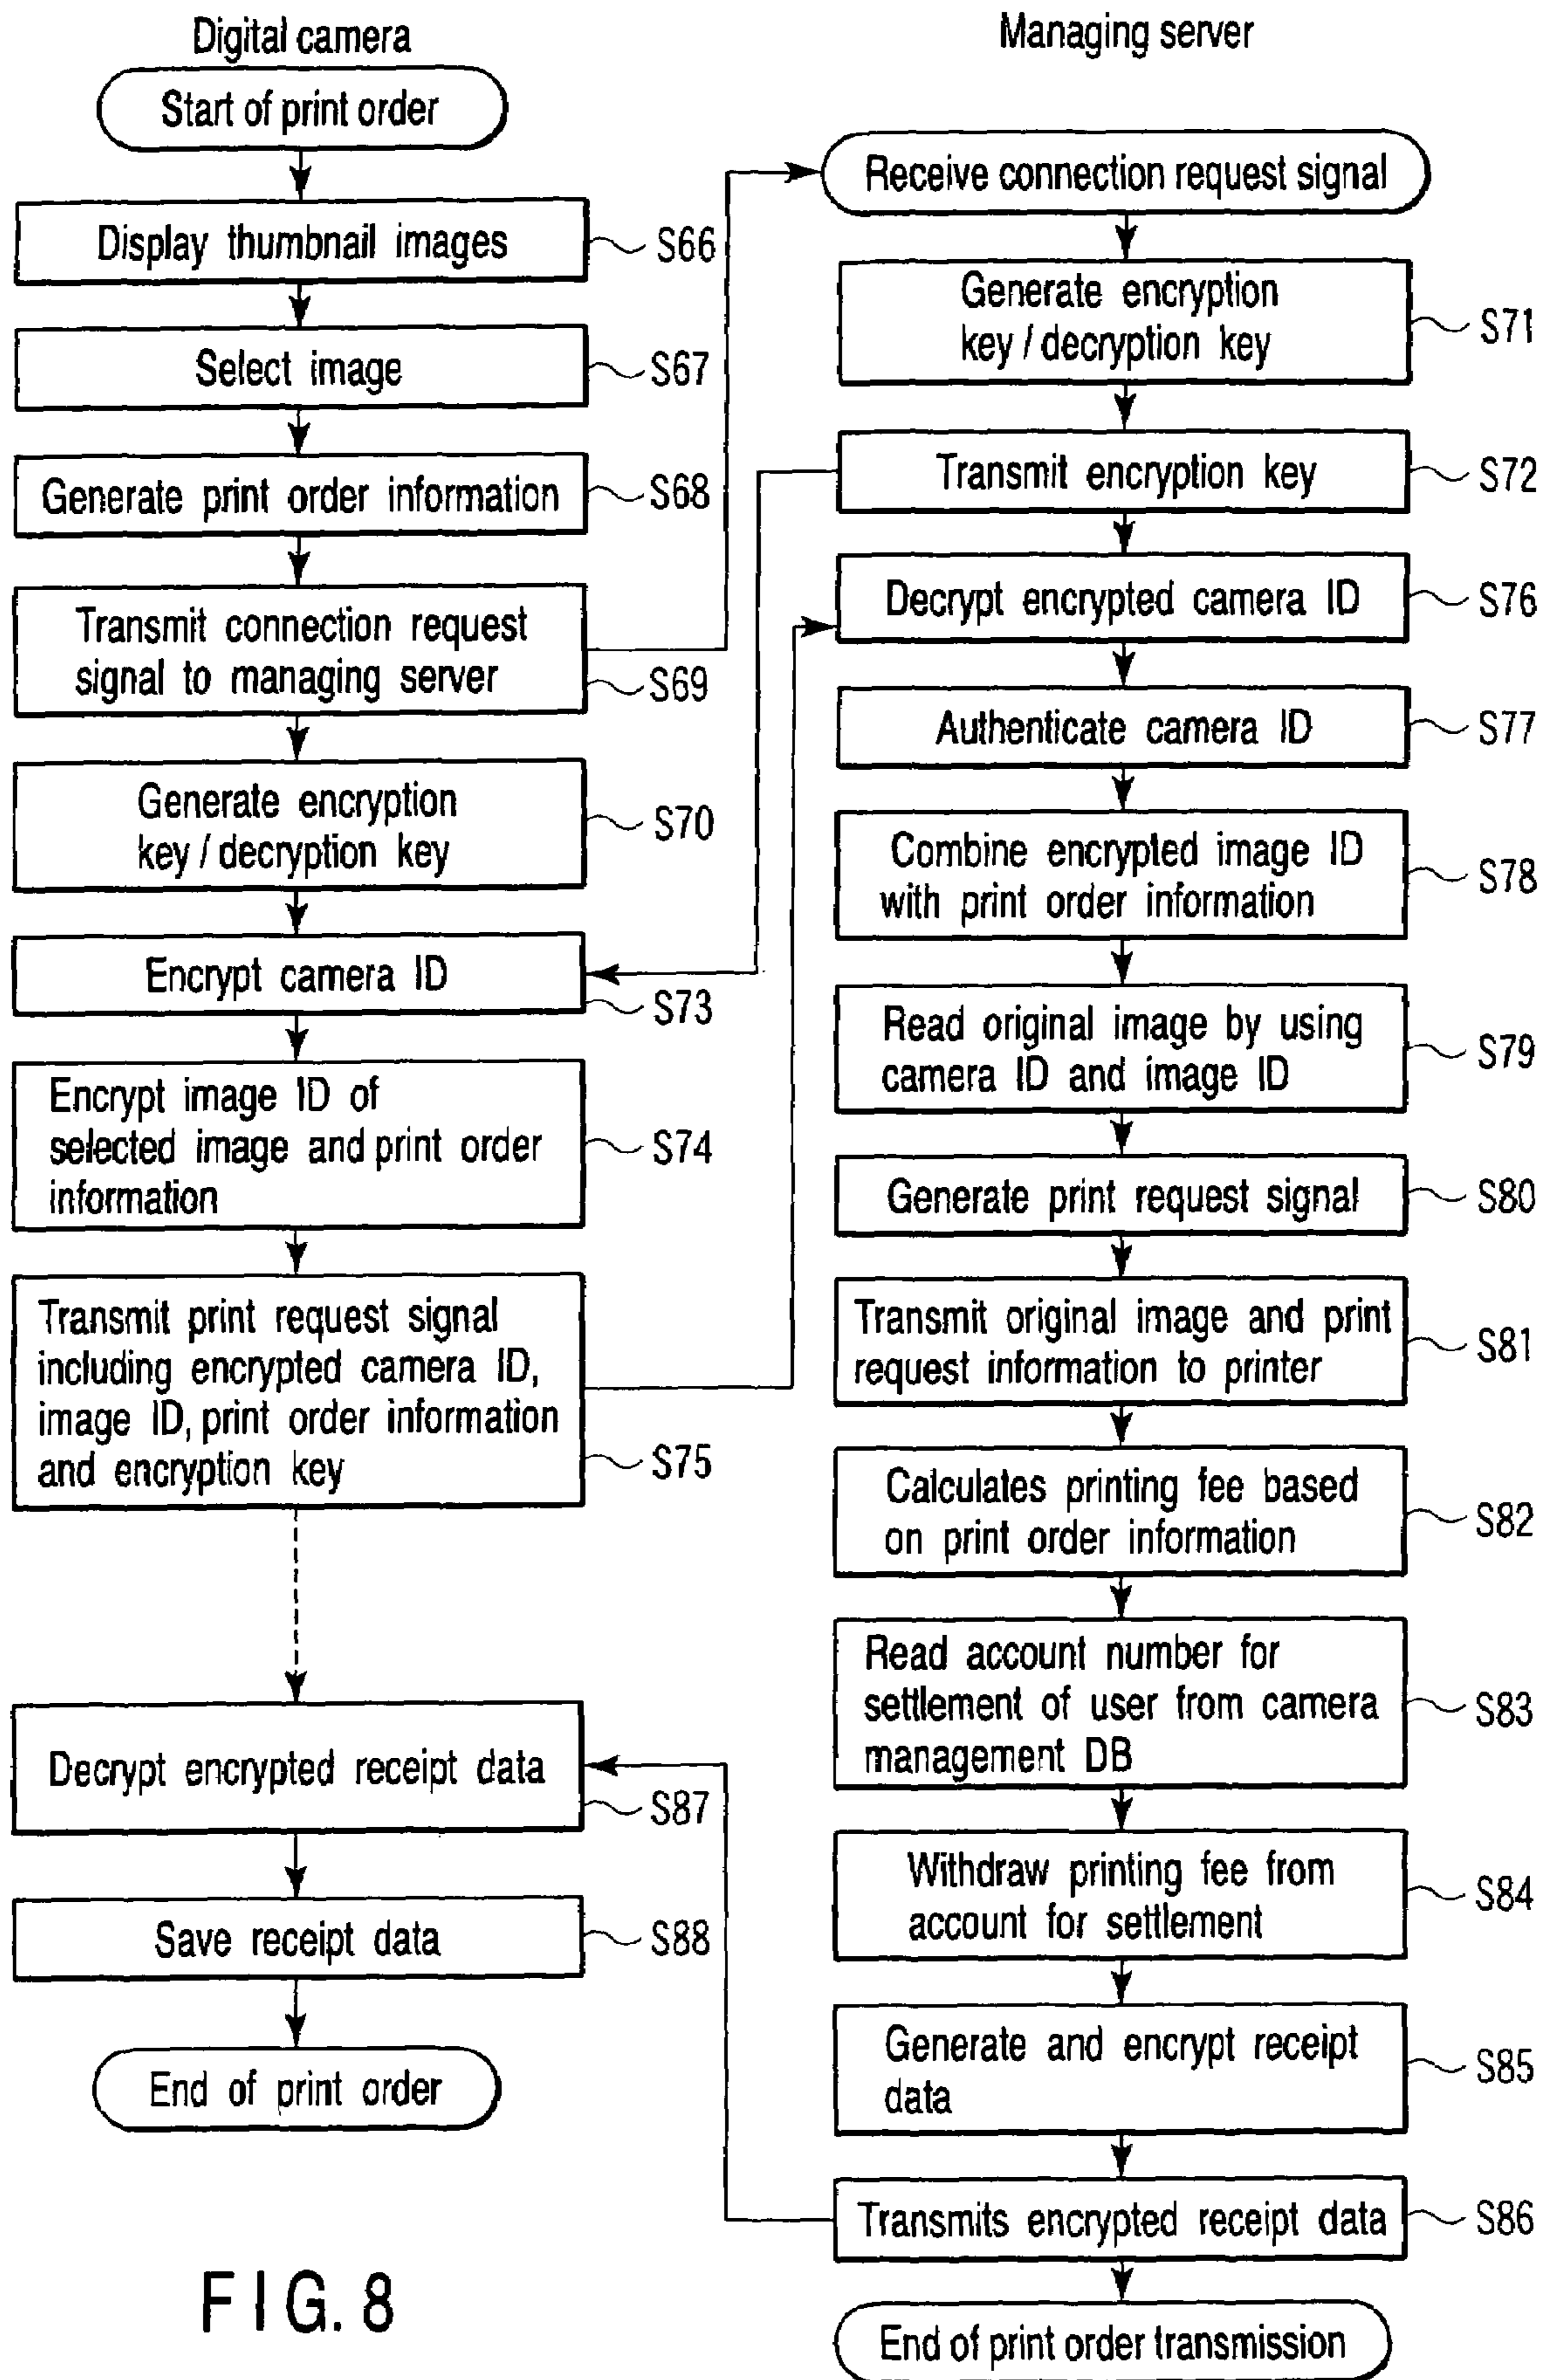 Digital camera
Start of print order
Display thumbnail images
S66
Select image
S67
Generate print order information
S68
Transmit connection request
signal to managing server
S69
Generate encryption
key / decryption key
S70
Encrypt camera ID
S73
Encrypt image ID of
selected image and print order
information
S74
Transmit print request signal
including encrypted camera ID,
image ID, print order information
and encryption key
S75
Decrypt encrypted receipt data
S87
Save receipt data
S88
End of print order
Managing server
Receive connection request signal
Generate encryption
key / decryption key
S71
Transmit encryption key
S72
Decrypt encrypted camera ID
S76
Authenticate camera ID
S77
Combine encrypted image ID
with print order information
S78
Read original image by using
camera ID and image ID
S79
Generate print request signal
S80
Transmit original image and print
request information to printer
S81
Calculates printing fee based
on print order information
S82
Read account number for
settlement of user from camera
management DB
S83
Withdraw printing fee from
account for settlement
S84
Generate and encrypt receipt
data
S85
Transmits encrypted receipt data
S86
End of print order transmission
FIG. 8